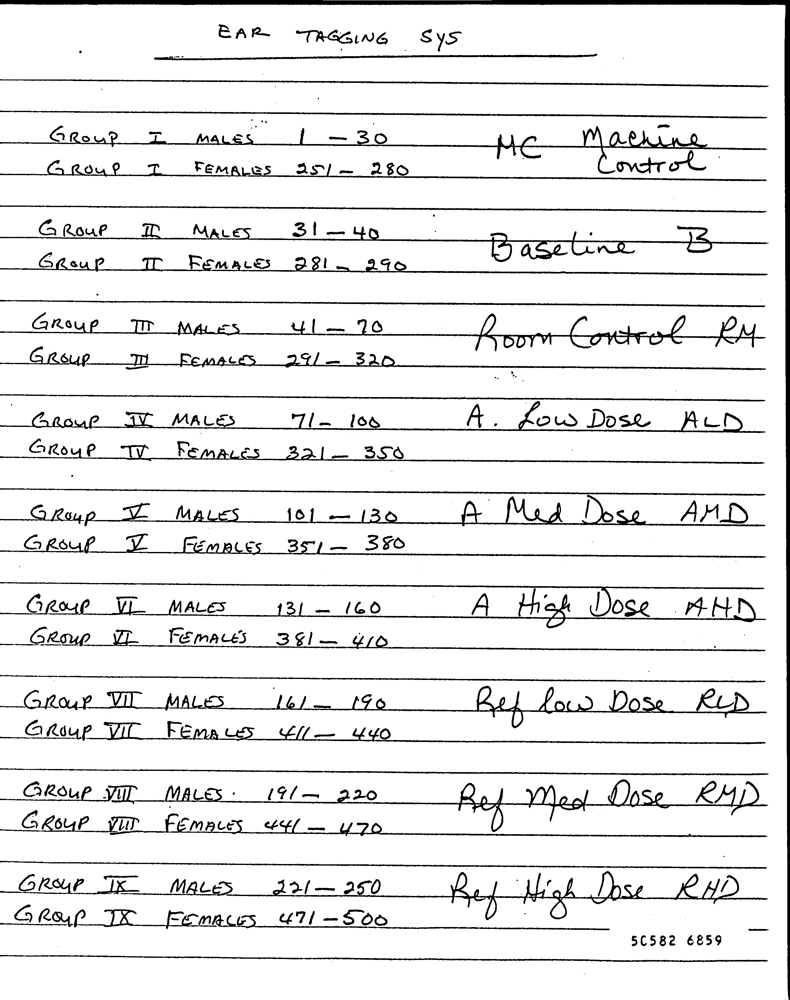 EAR TAGGING SYS
GROUP I MALES 1 - 30 MC Machine
GROUP I FEMALES 251 - 280 Control
GROUP II MALES 31 - 40 Baseline B
GROUP II FEMALES 281 - 290
GROUP III MALES 41 - 70 Room Control RM
GROUP III FEMALES 291 - 320
GROUP IV MALES 71 - 100 A. Low Dose ALD
GROUP IV FEMALES 321 - 350
GROUP V MALES 101 - 130 A Med Dose AMD
GROUP V FEMALES 351 - 380
GROUP VI MALES 131 - 160 A High Dose AHD
GROUP VI FEMALES 381 - 410
GROUP VII MALES 161 - 190 Ref low Dose RLD
GROUP VII FEMALES 411 - 440
GROUP VIII MALES 191 - 220 Ref Med Dose RMD
GROUP VIII FEMALES 441 - 470
GROUP IX MALES 221 - 250 Ref High Dose RHD
GROUP IX FEMALES 471 - 500
50582 6859